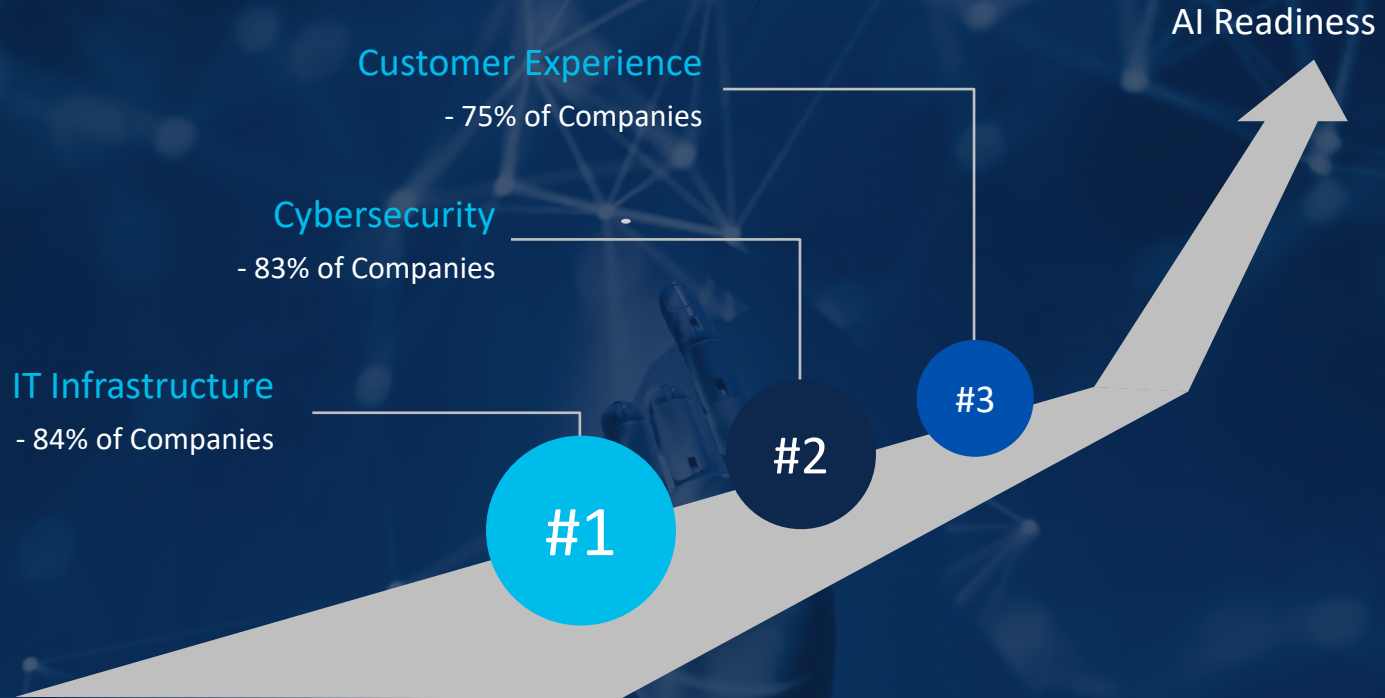 AI Readiness
Customer Experience
- 75% of Companies
Cybersecurity
- 83% of Companies
IT Infrastructure
- 84% of Companies
#3
#2
#1